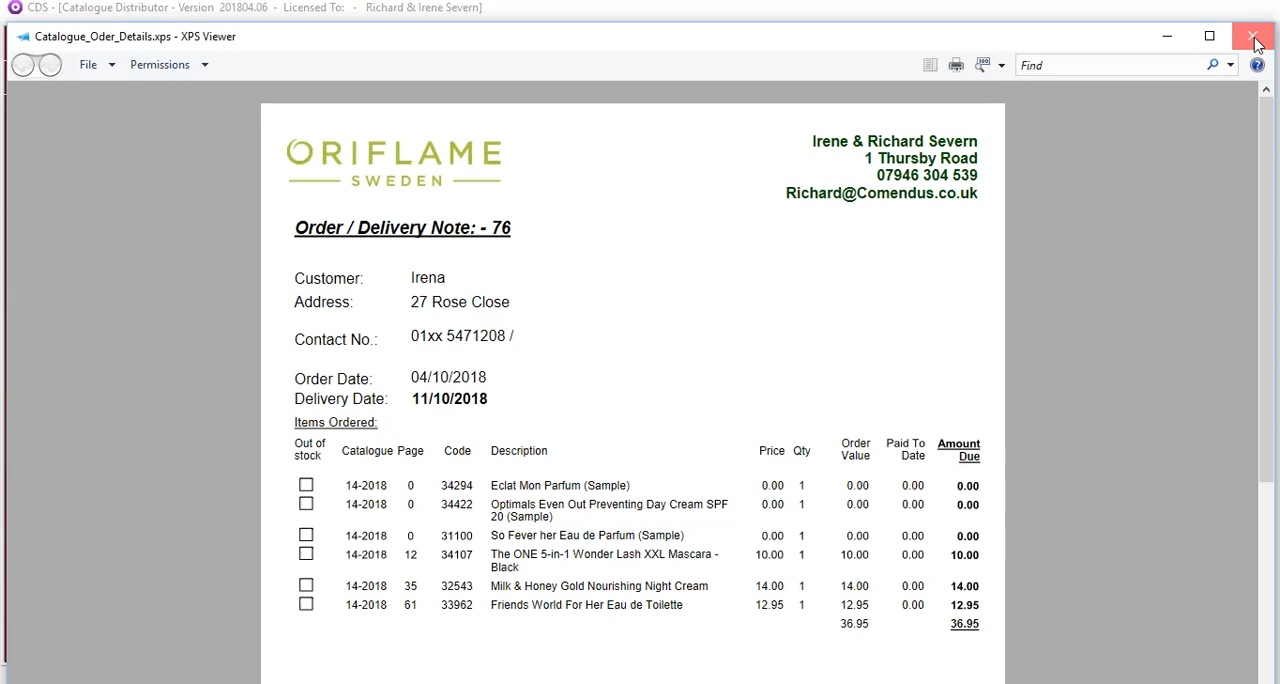 CDS - [Catalogue Distributor - Version 201804.06 - Licensed To: - Richard & Irene Severn]
Catalogue_Oder_Details.xps - XPS Viewer
File Permissions Find
ORIFLAME
SWEDEN
Irene & Richard Severn
1 Thursby Road
07946 304 539
Richard@Comendus.co.uk
Order / Delivery Note: - 76
Customer: Irena
Address: 27 Rose Close
Contact No.: 01xx 5471208 /
Order Date: 04/10/2018
Delivery Date: 11/10/2018
Items Ordered:
Out of stock Catalogue Page Code Description Price Qty Order Value Paid To Date Amount Due
14-2018 0 34294 Eclat Mon Parfum (Sample) 0.00 1 0.00 0.00 0.00
14-2018 0 34422 Optimals Even Out Preventing Day Cream SPF 0.00 1 0.00 0.00 0.00
20 (Sample)
14-2018 0 31100 So Fever her Eau de Parfum (Sample) 0.00 1 0.00 0.00 0.00
14-2018 12 34107 The ONE 5-in-1 Wonder Lash XXL Mascara - 10.00 1 10.00 0.00 10.00
Black
14-2018 35 32543 Milk & Honey Gold Nourishing Night Cream 14.00 1 14.00 0.00 14.00
14-2018 61 33962 Friends World For Her Eau de Toilette 12.95 1 12.95 0.00 12.95
36.95 36.95